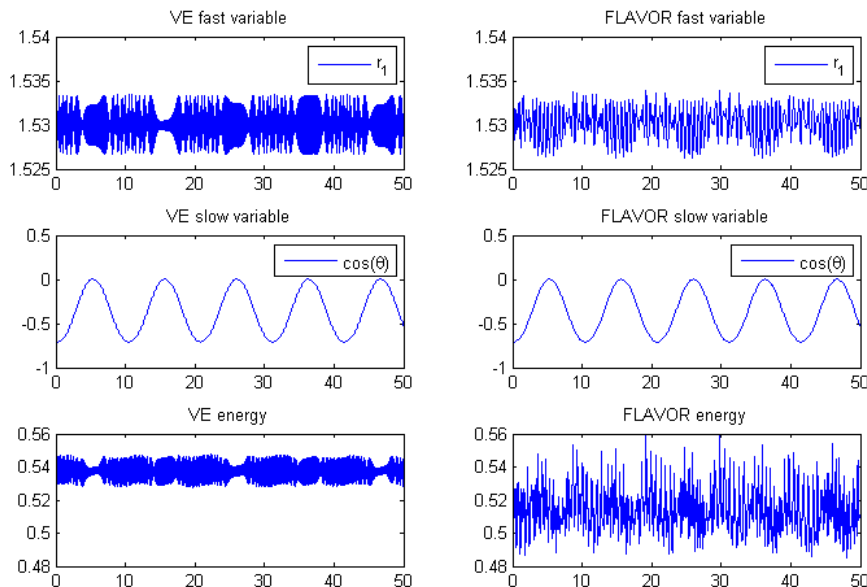 VE fast variable
1.54
1.535
1.53
1.525
r1
0 10 20 30 40 50
FLAVOR fast variable
1.54
1.535
1.53
1.525
r1
0 10 20 30 40 50
VE slow variable
0.5
0
-0.5
-1
cos(θ)
0 10 20 30 40 50
FLAVOR slow variable
0.5
0
-0.5
-1
cos(θ)
0 10 20 30 40 50
VE energy
0.56
0.54
0.52
0.5
0.48
0 10 20 30 40 50
FLAVOR energy
0.56
0.54
0.52
0.5
0.48
0 10 20 30 40 50